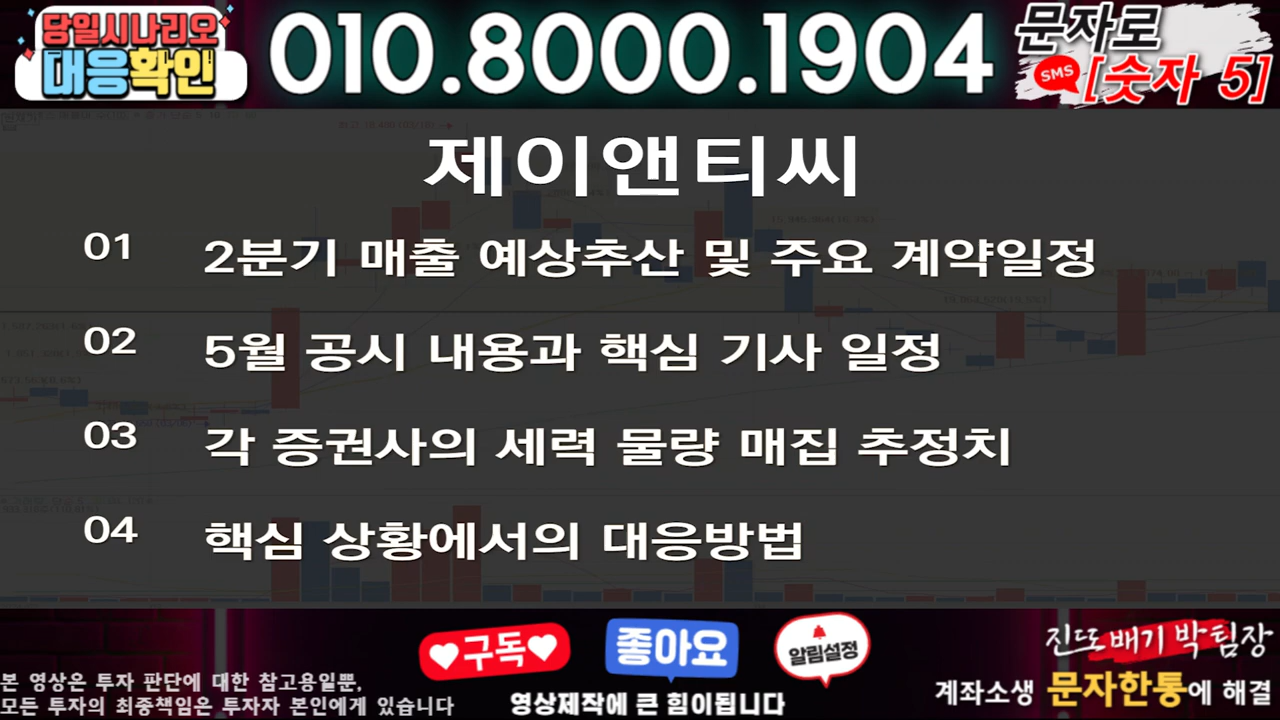 당일시나리오
대응확인
010.8000.1904
문자로
SMS
[숫자 5]
제이앤티씨
01 2분기 매출 예상추산 및 주요 계약일정
02 5월 공시 내용과 핵심 기사 일정
03 각 증권사의 세력 물량 매집 추정치
04 핵심 상황에서의 대응방법
구독
좋아요
알림설정
영상제작에 큰 힘이됩니다
본 영상은 투자 판단에 대한 참고용일뿐,
모든 투자의 최종책임은 투자자 본인에게 있습니다
진또배기 박팀장
계좌소생 문자한통에 해결